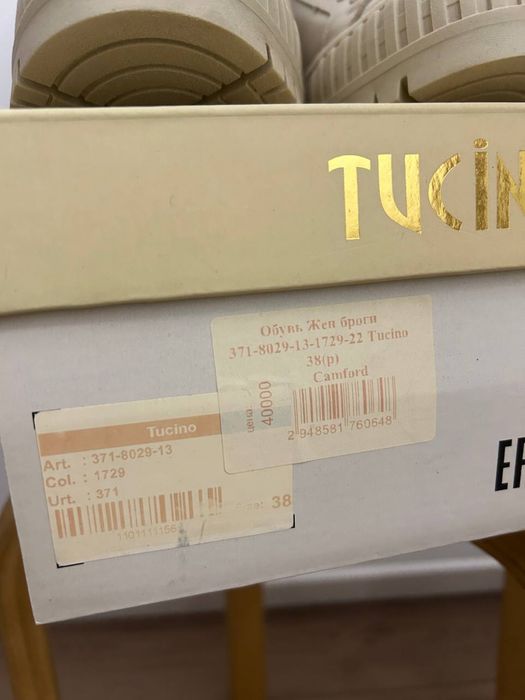 TUCIN
Обувь Жен броги
371-8029-13-1729-22 Tucino
38(р)
Camford
цена
40000
2 948581 760648
Tucino
Art. : 371-8029-13
Col. : 1729
Urt. : 371
38